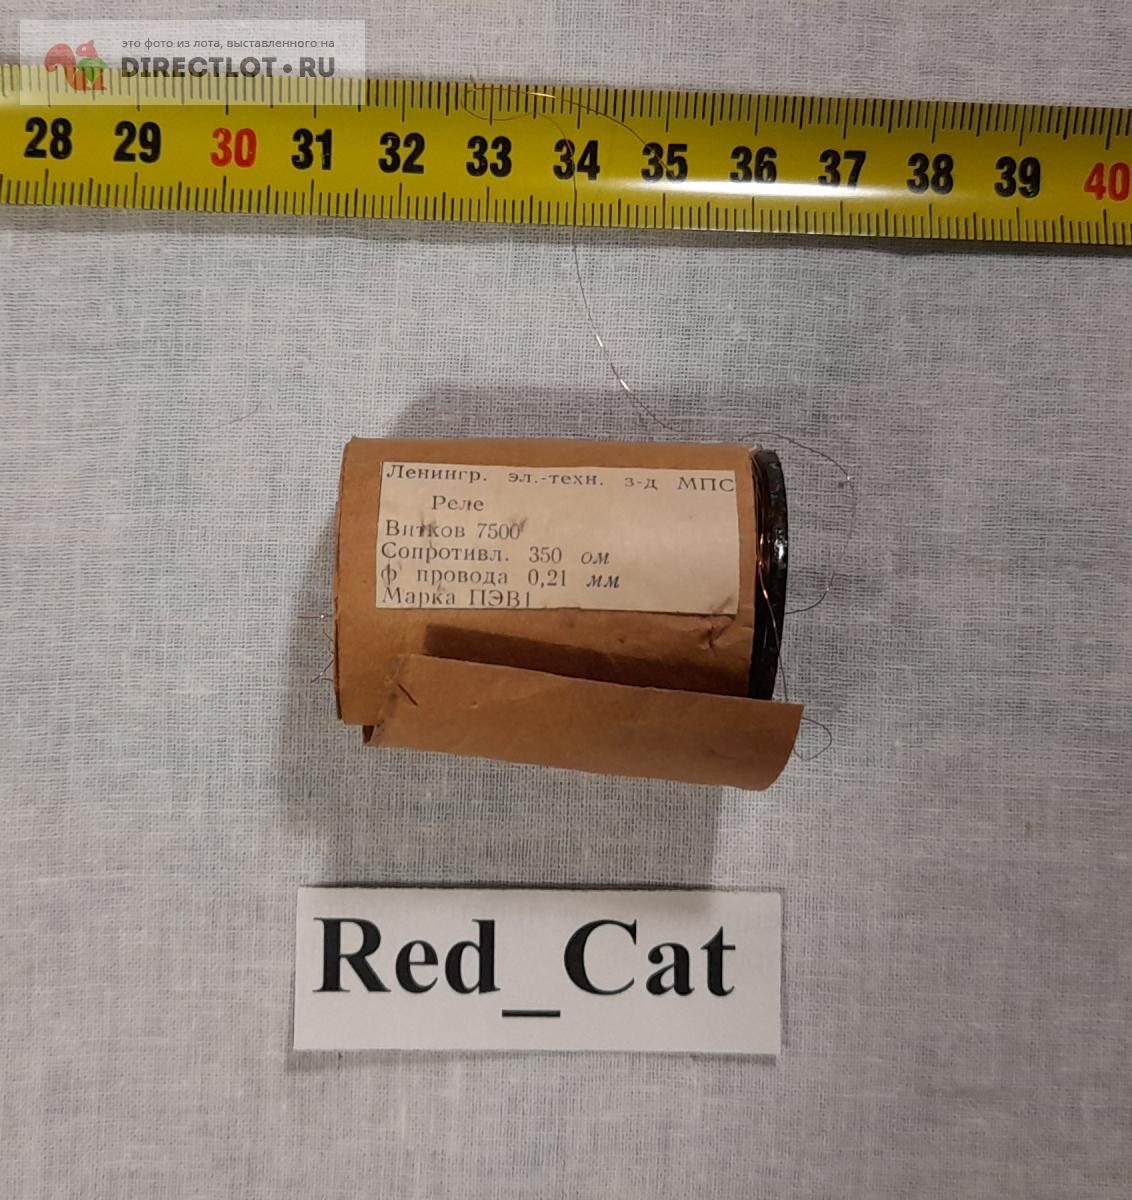 это фото из лота, выставленного на
DIRECTLOT • RU
28 29 30 31 32 33 34 35 36 37 38 39 40
Ленингр. эл.-техн. з-д МПС
Реле
Витков 7500
Сопротивл. 350 ом
ф провода 0,21 мм
Марка ПЭВ1
Red_Cat